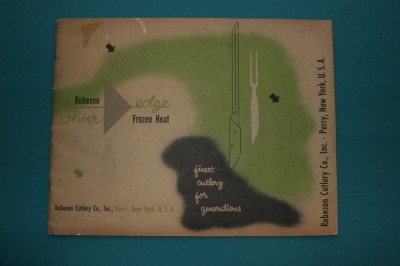 Robeson
Shur edge
Frozen Heat
finest
cutlery
for
generations
Robeson Cutlery Co., Inc., Perry, New York, U S A
Robeson Cutlery Co., Inc. - Perry, New York, U.S.A.